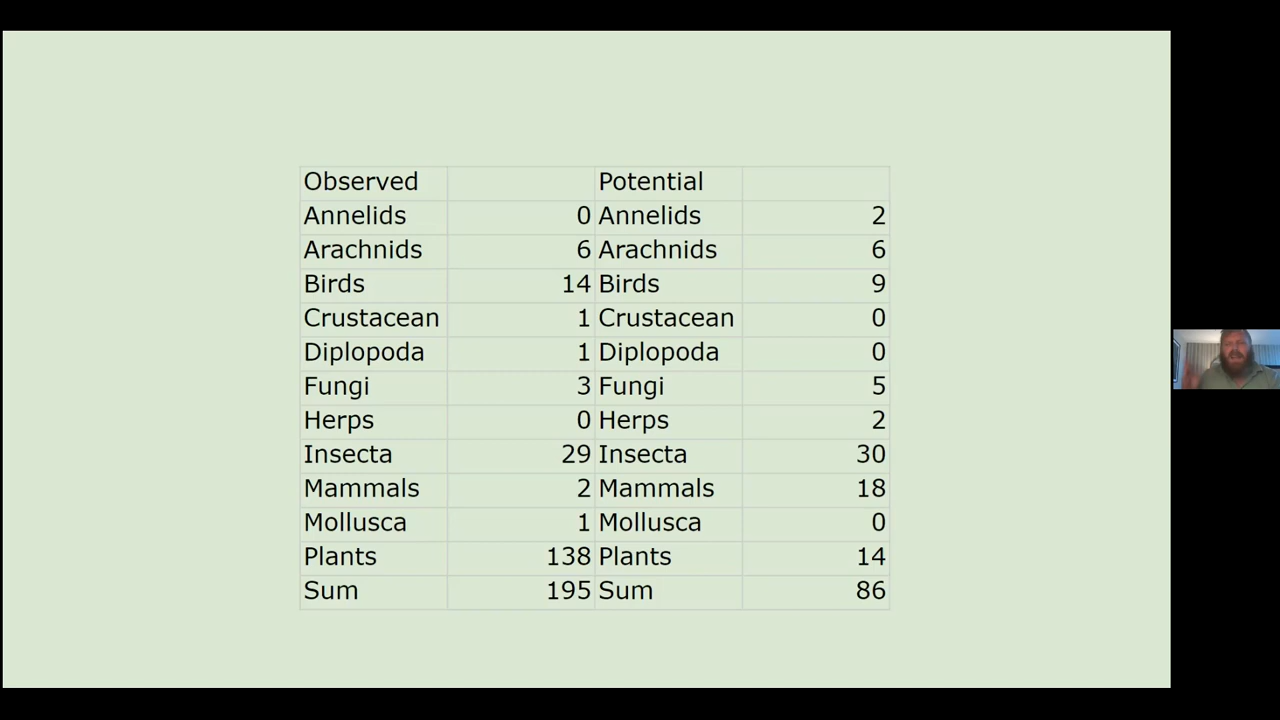 Observed Potential
Annelids 0 Annelids 2
Arachnids 6 Arachnids 6
Birds 14 Birds 9
Crustacean 1 Crustacean 0
Diplopoda 1 Diplopoda 0
Fungi 3 Fungi 5
Herps 0 Herps 2
Insecta 29 Insecta 30
Mammals 2 Mammals 18
Mollusca 1 Mollusca 0
Plants 138 Plants 14
Sum 195 Sum 86